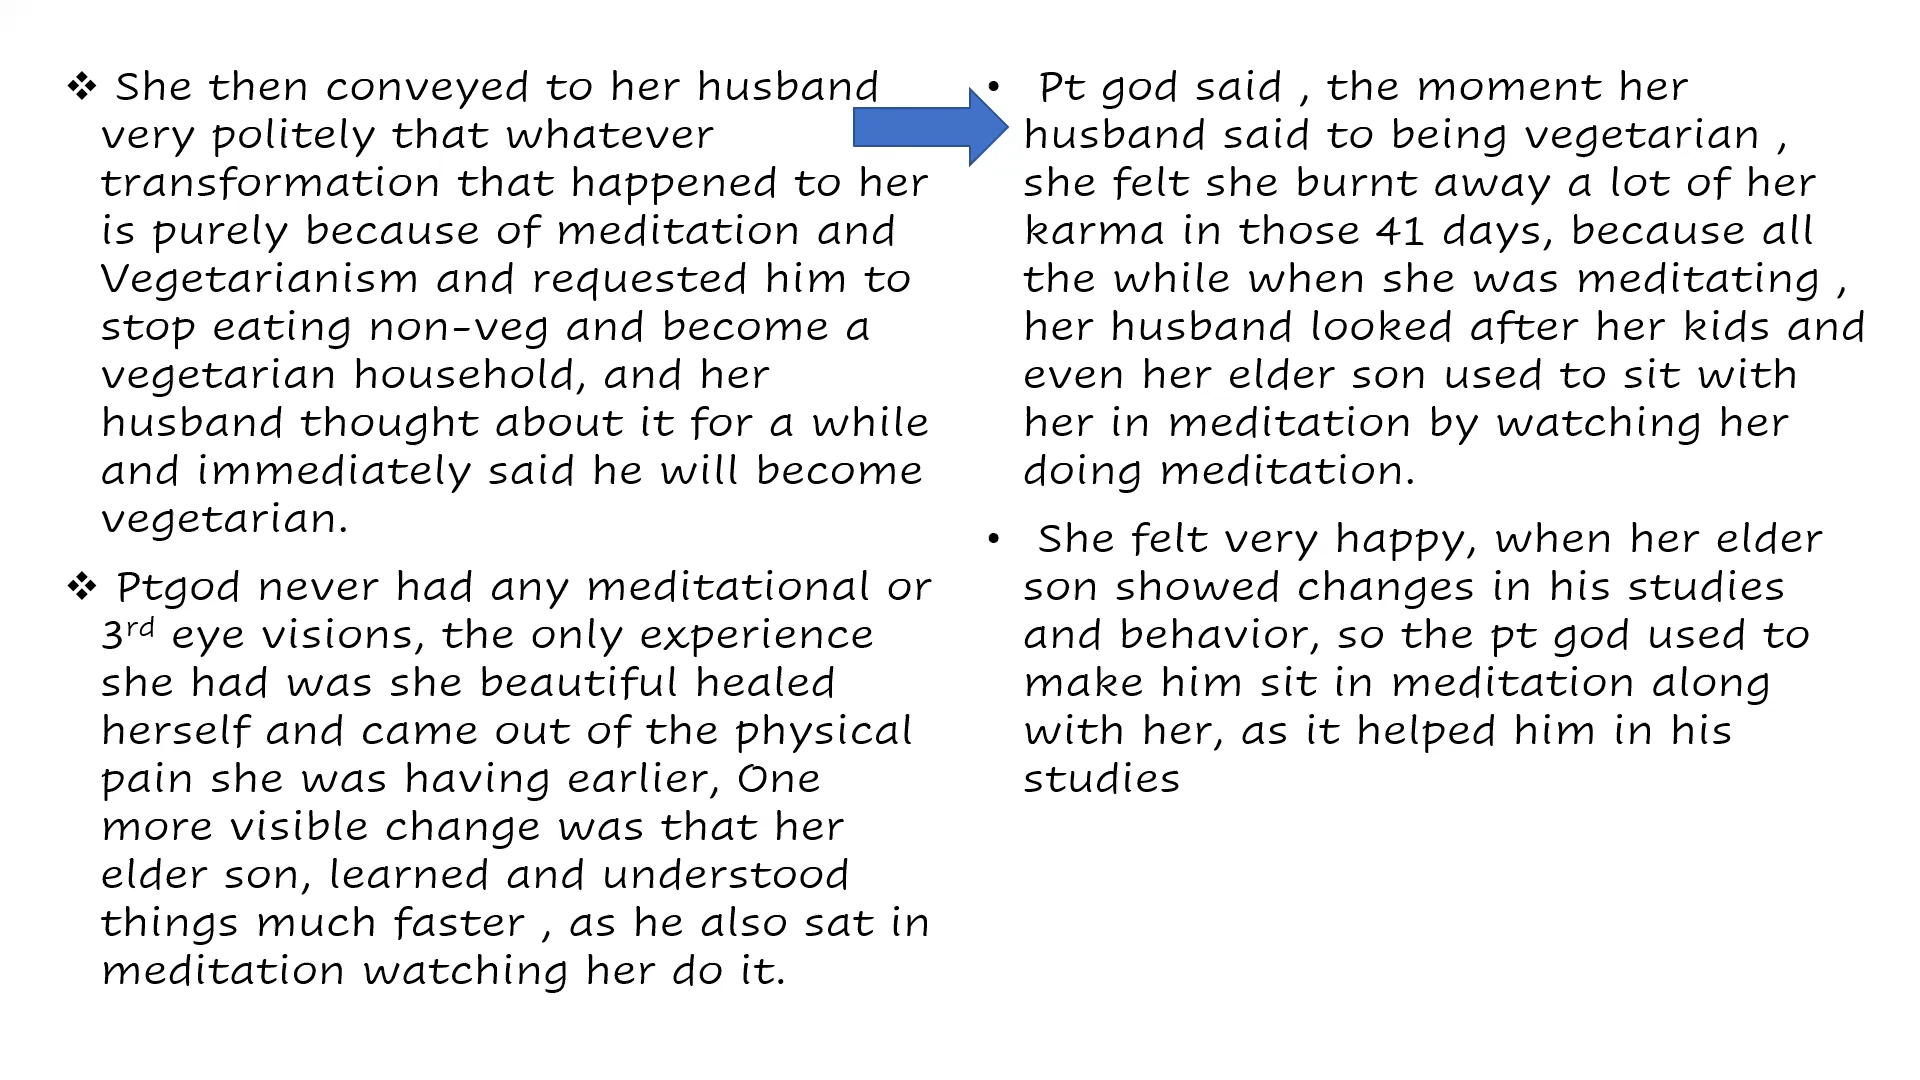 ❖ She then conveyed to her husband
very politely that whatever
transformation that happened to her
is purely because of meditation and
Vegetarianism and requested him to
stop eating non-veg and become a
vegetarian household, and her
husband thought about it for a while
and immediately said he will become
vegetarian.
❖ Ptgod never had any meditational or
3rd eye visions, the only experience
she had was she beautiful healed
herself and came out of the physical
pain she was having earlier, One
more visible change was that her
elder son, learned and understood
things much faster , as he also sat in
meditation watching her do it.
• Pt god said , the moment her
husband said to being vegetarian ,
she felt she burnt away a lot of her
karma in those 41 days, because all
the while when she was meditating ,
her husband looked after her kids and
even her elder son used to sit with
her in meditation by watching her
doing meditation.
• She felt very happy, when her elder
son showed changes in his studies
and behavior, so the pt god used to
make him sit in meditation along
with her, as it helped him in his
studies